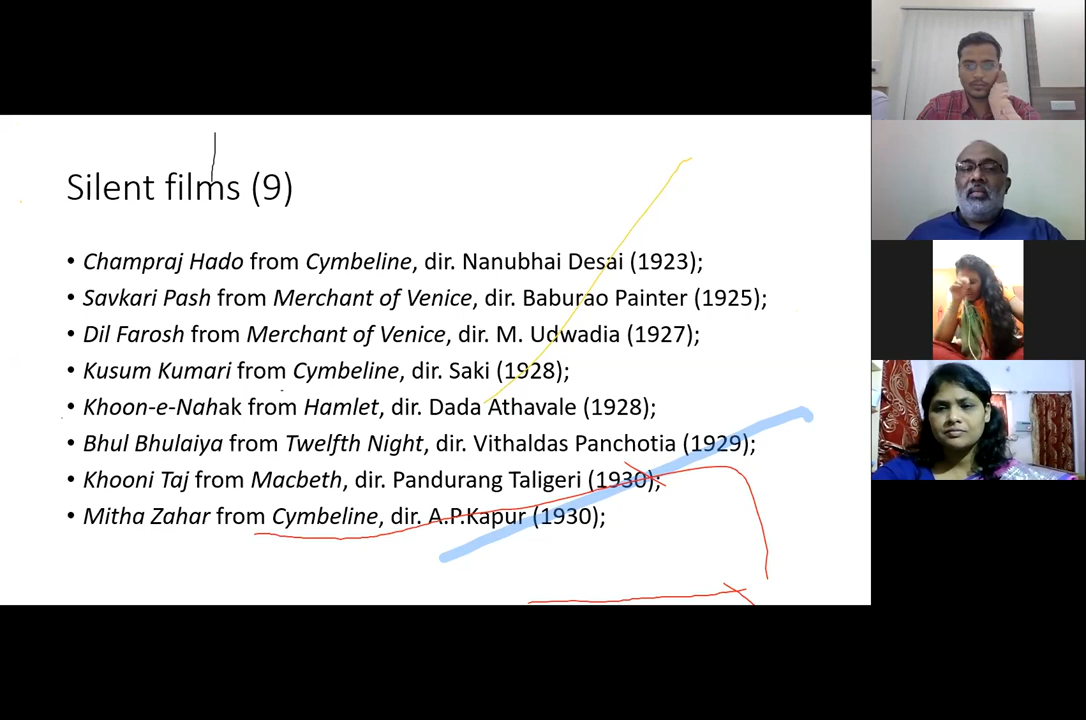 Silent films (9)
• Champraj Hado from Cymbeline, dir. Nanubhai Desai (1923);
• Savkari Pash from Merchant of Venice, dir. Baburao Painter (1925);
• Dil Farosh from Merchant of Venice, dir. M. Udwadia (1927);
• Kusum Kumari from Cymbeline, dir. Saki (1928);
• Khoon-e-Nahak from Hamlet, dir. Dada Athavale (1928);
• Bhul Bhulaiya from Twelfth Night, dir. Vithaldas Panchotia (1929);
• Khooni Taj from Macbeth, dir. Pandurang Taligeri (1930);
• Mitha Zahar from Cymbeline, dir. A.P.Kapur (1930);